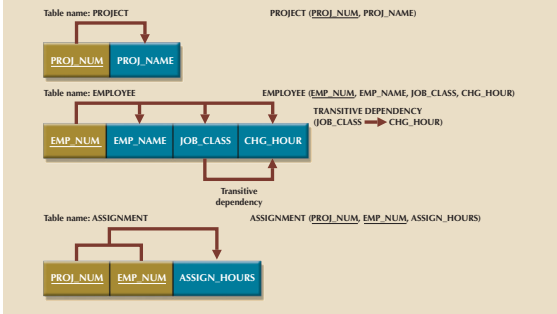 Table name: PROJECT PROJECT (PROJ_NUM, PROJ_NAME)
PROJ_NUM PROJ_NAME
Table name: EMPLOYEE EMPLOYEE (EMP_NUM, EMP_NAME, JOB_CLASS, CHG_HOUR)
TRANSITIVE DEPENDENCY
(JOB_CLASS CHG_HOUR)
EMP_NUM EMP_NAME JOB_CLASS CHG_HOUR
Transitive
dependency
Table name: ASSIGNMENT ASSIGNMENT (PROJ_NUM, EMP_NUM, ASSIGN_HOURS)
PROJ_NUM EMP_NUM ASSIGN_HOURS